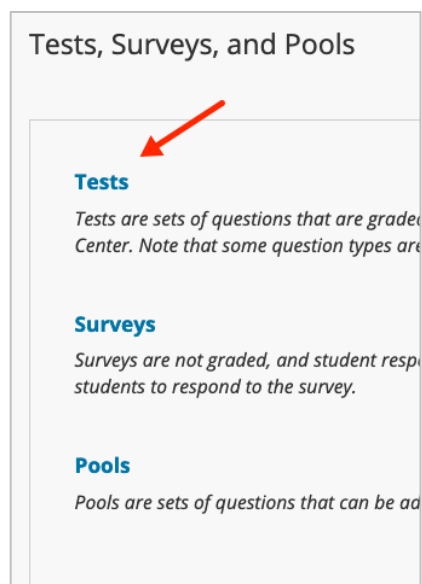 Tests, Surveys, and Pools
Tests
Tests are sets of questions that are graded
Center. Note that some question types are
Surveys
Surveys are not graded, and student resp
students to respond to the survey.
Pools
Pools are sets of questions that can be ad